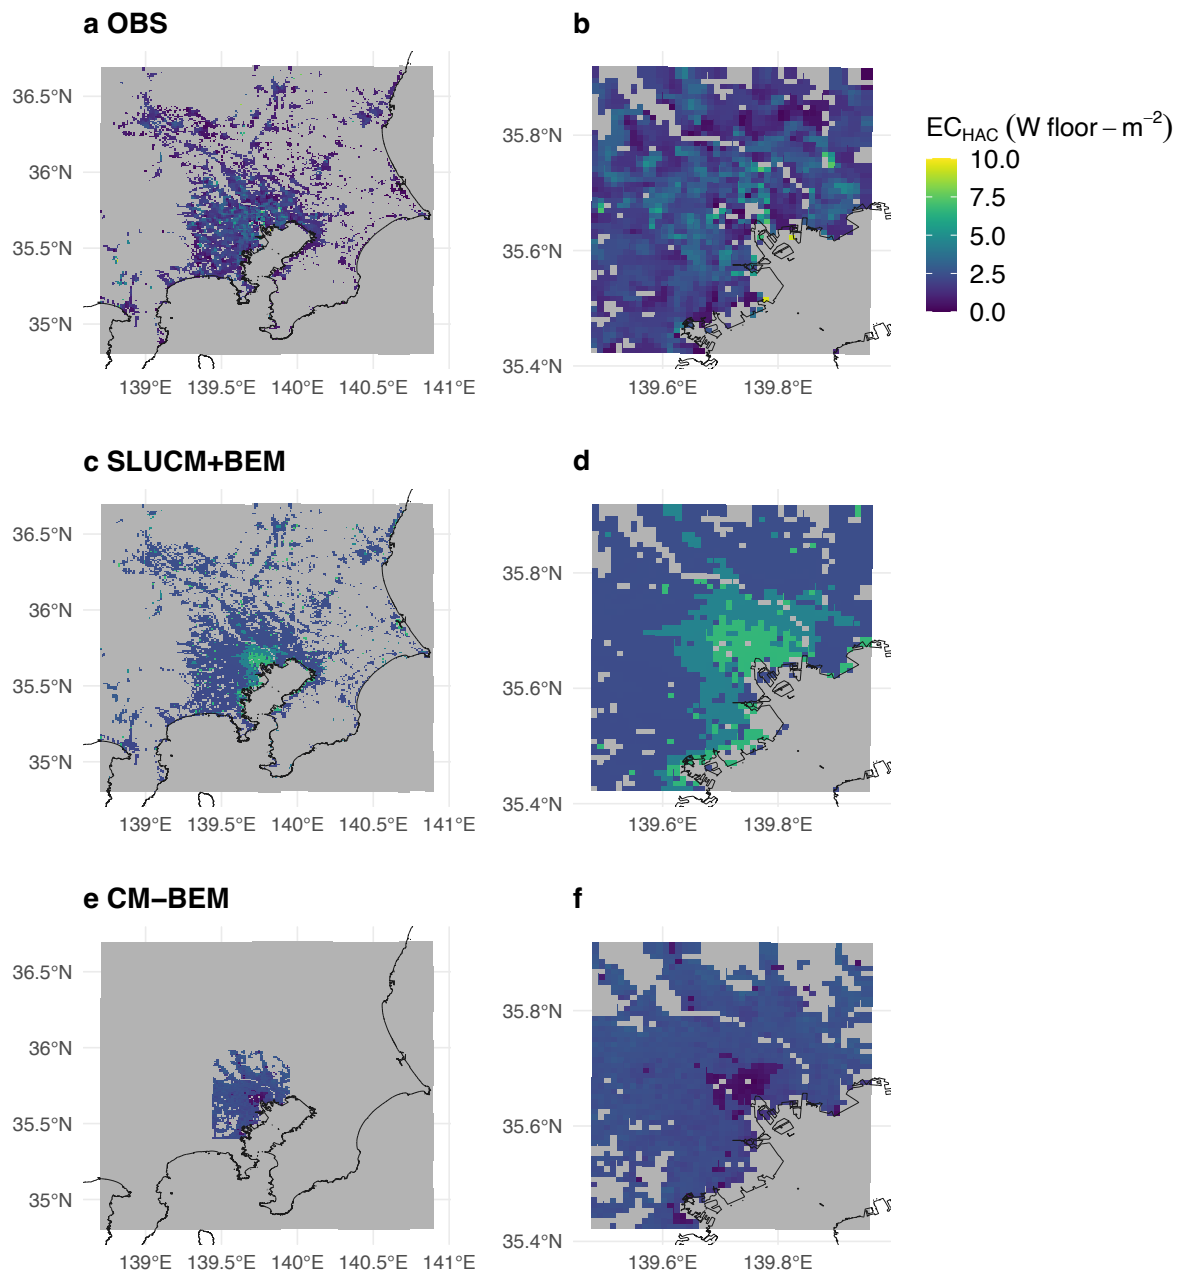 a OBS
b
36.5°N
36°N
35.5°N
35°N
139°E 139.5°E 140°E 140.5°E 141°E
35.8°N
35.6°N
35.4°N
139.6°E 139.8°E
EC_HAC (W floor − m⁻²)
10.0
7.5
5.0
2.5
0.0
c SLUCM+BEM
d
36.5°N
36°N
35.5°N
35°N
139°E 139.5°E 140°E 140.5°E 141°E
35.8°N
35.6°N
35.4°N
139.6°E 139.8°E
e CM−BEM
f
36.5°N
36°N
35.5°N
35°N
139°E 139.5°E 140°E 140.5°E 141°E
35.8°N
35.6°N
35.4°N
139.6°E 139.8°E